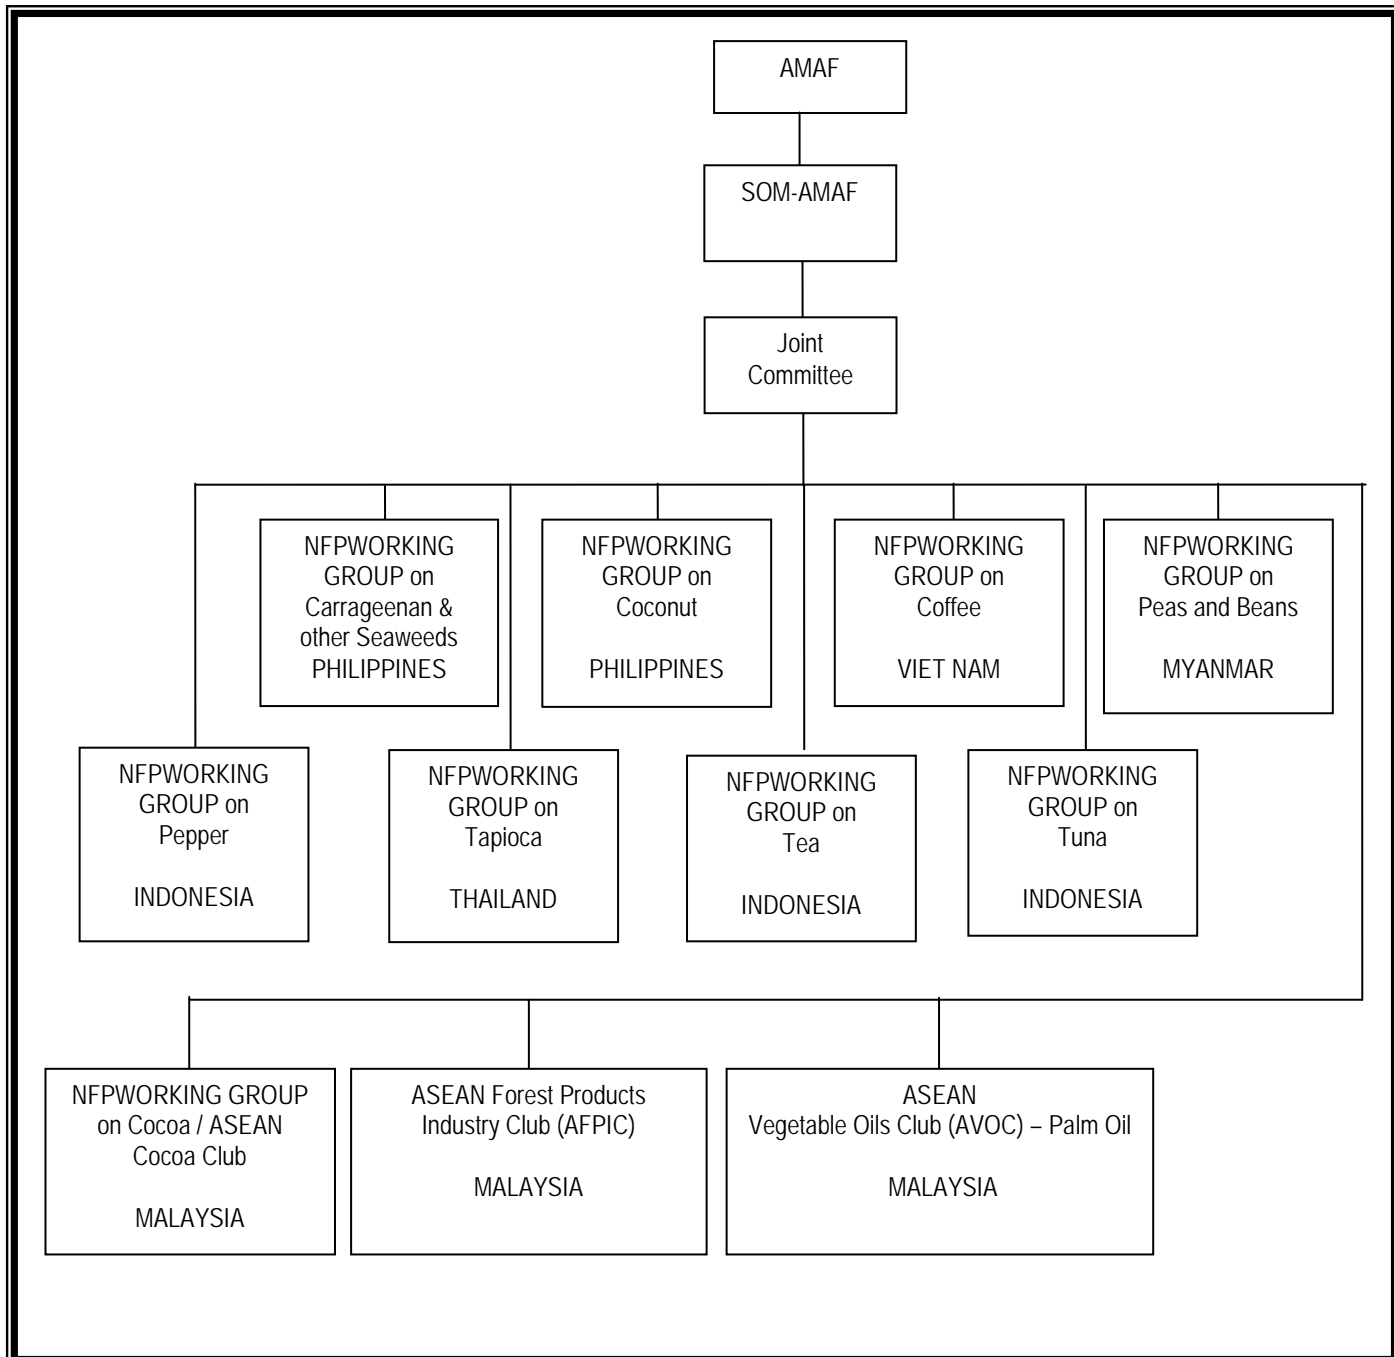 AMAF
SOM-AMAF
Joint
Committee
NFPWORKING
GROUP on
Carrageenan &
other Seaweeds
PHILIPPINES
NFPWORKING
GROUP on
Coconut
PHILIPPINES
NFPWORKING
GROUP on
Coffee
VIET NAM
NFPWORKING
GROUP on
Peas and Beans
MYANMAR
NFPWORKING
GROUP on
Pepper
INDONESIA
NFPWORKING
GROUP on
Tapioca
THAILAND
NFPWORKING
GROUP on
Tea
INDONESIA
NFPWORKING
GROUP on
Tuna
INDONESIA
NFPWORKING GROUP
on Cocoa / ASEAN
Cocoa Club
MALAYSIA
ASEAN Forest Products
Industry Club (AFPIC)
MALAYSIA
ASEAN
Vegetable Oils Club (AVOC) – Palm Oil
MALAYSIA